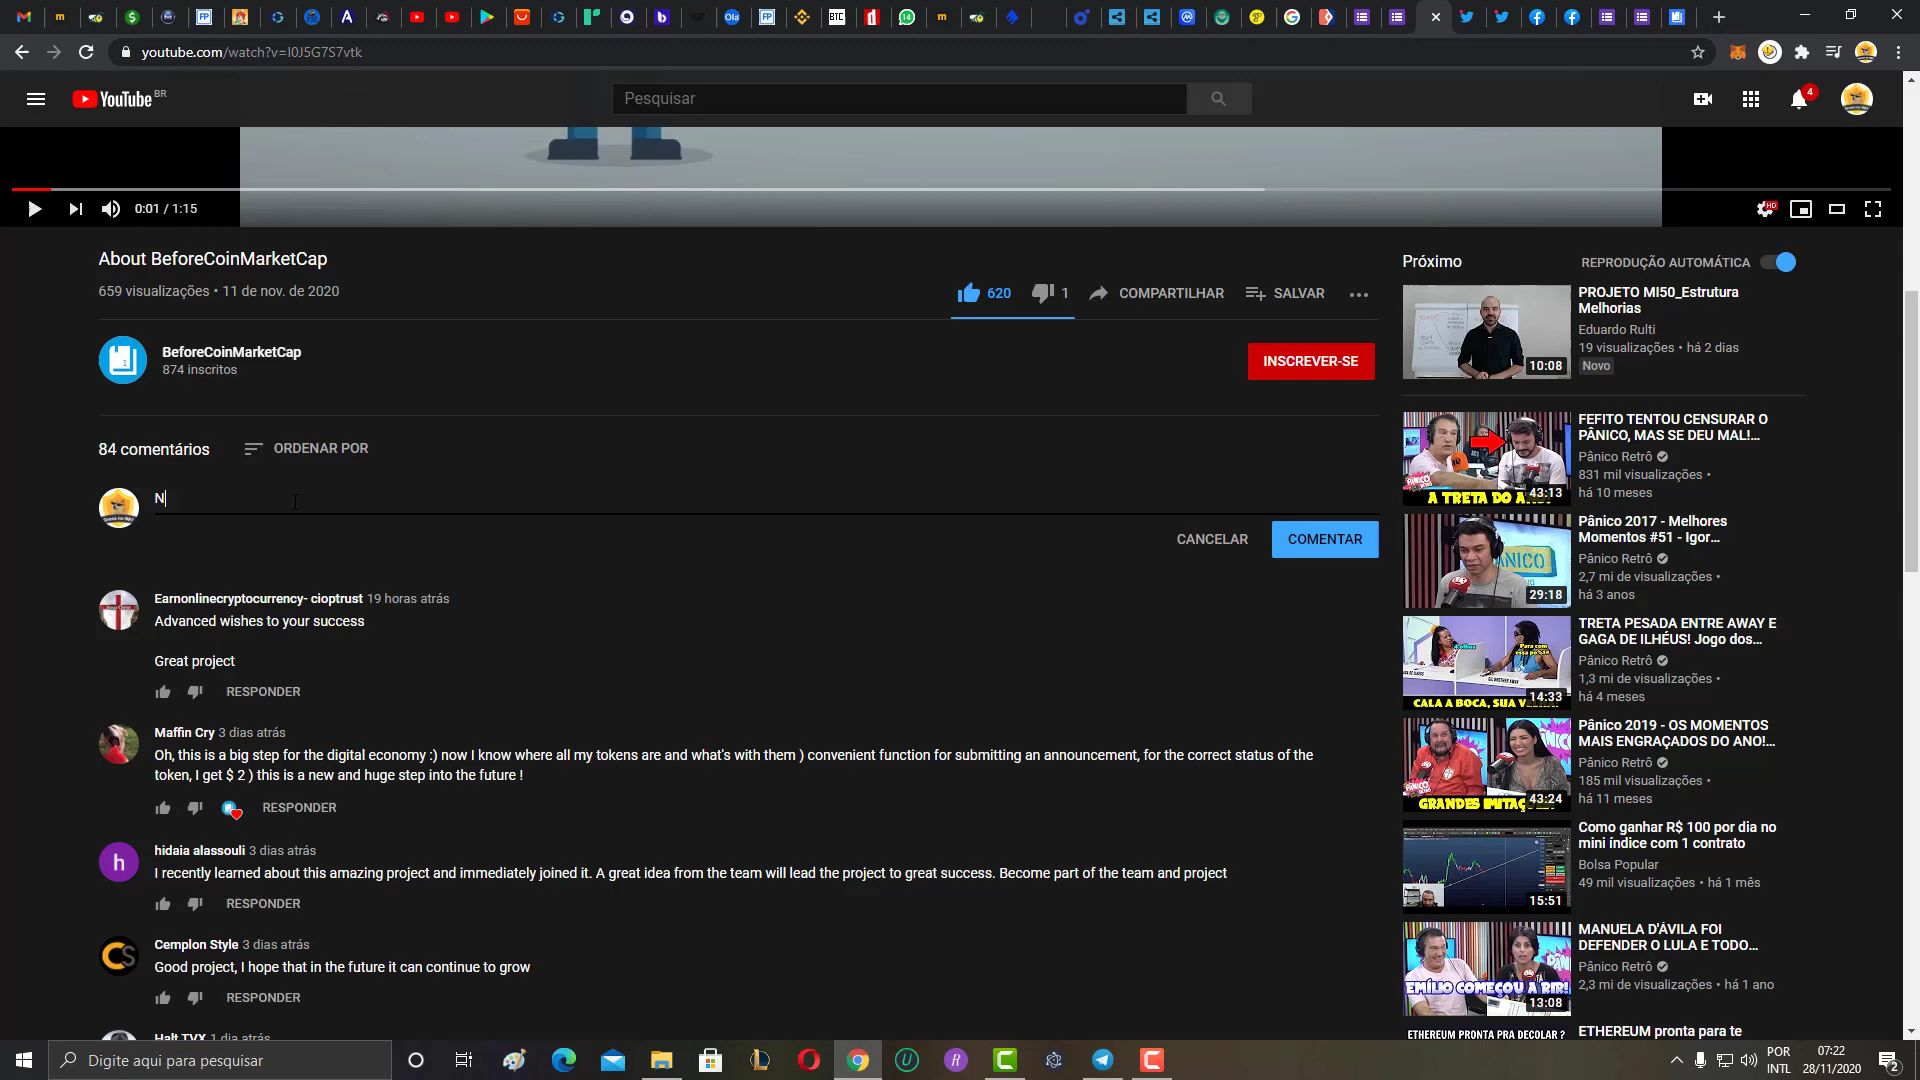 youtube.com/watch?v=I0J5G7S7vtk
YouTube BR
Pesquisar
4
0:01 / 1:15
HD
About BeforeCoinMarketCap
659 visualizações • 11 de nov. de 2020
620
1
COMPARTILHAR
SALVAR
BeforeCoinMarketCap
874 inscritos
INSCREVER-SE
84 comentários
ORDENAR POR
N
CANCELAR
COMENTAR
Earnonlinecryptocurrency- cioptrust 19 horas atrás
Advanced wishes to your success
Great project
RESPONDER
Maffin Cry 3 dias atrás
Oh, this is a big step for the digital economy :) now I know where all my tokens are and what's with them ) convenient function for submitting an announcement, for the correct status of the
token, I get $ 2 ) this is a new and huge step into the future !
RESPONDER
h
hidaia alassouli 3 dias atrás
I recently learned about this amazing project and immediately joined it. A great idea from the team will lead the project to great success. Become part of the team and project
RESPONDER
Cemplon Style 3 dias atrás
Good project, I hope that in the future it can continue to grow
RESPONDER
Halt TVX 1 dia atrás
Próximo
REPRODUÇÃO AUTOMÁTICA
PROJETO MI50_Estrutura
Melhorias
Eduardo Rulti
19 visualizações • há 2 dias
Novo
10:08
FEFITO TENTOU CENSURAR O
PÂNICO, MAS SE DEU MAL!...
Pânico Retrô
831 mil visualizações •
há 10 meses
43:13
Pânico 2017 - Melhores
Momentos #51 - Igor...
Pânico Retrô
2,7 mi de visualizações •
há 3 anos
29:18
TRETA PESADA ENTRE AWAY E
GAGA DE ILHÉUS! Jogo dos...
Pânico Retrô
1,3 mi de visualizações •
há 4 meses
14:33
Pânico 2019 - OS MOMENTOS
MAIS ENGRAÇADOS DO ANO!...
Pânico Retrô
185 mil visualizações •
há 11 meses
43:24
Como ganhar R$ 100 por dia no
mini índice com 1 contrato
Bolsa Popular
49 mil visualizações • há 1 mês
15:51
MANUELA D'ÁVILA FOI
DEFENDER O LULA E TODO...
Pânico Retrô
2,3 mi de visualizações • há 1 ano
EMÍLIO COMEÇOU A RIR!
13:08
ETHEREUM PRONTA PRA DECOLAR ?
ETHEREUM pronta para te
Digite aqui para pesquisar
POR
INTL
07:22
28/11/2020
2